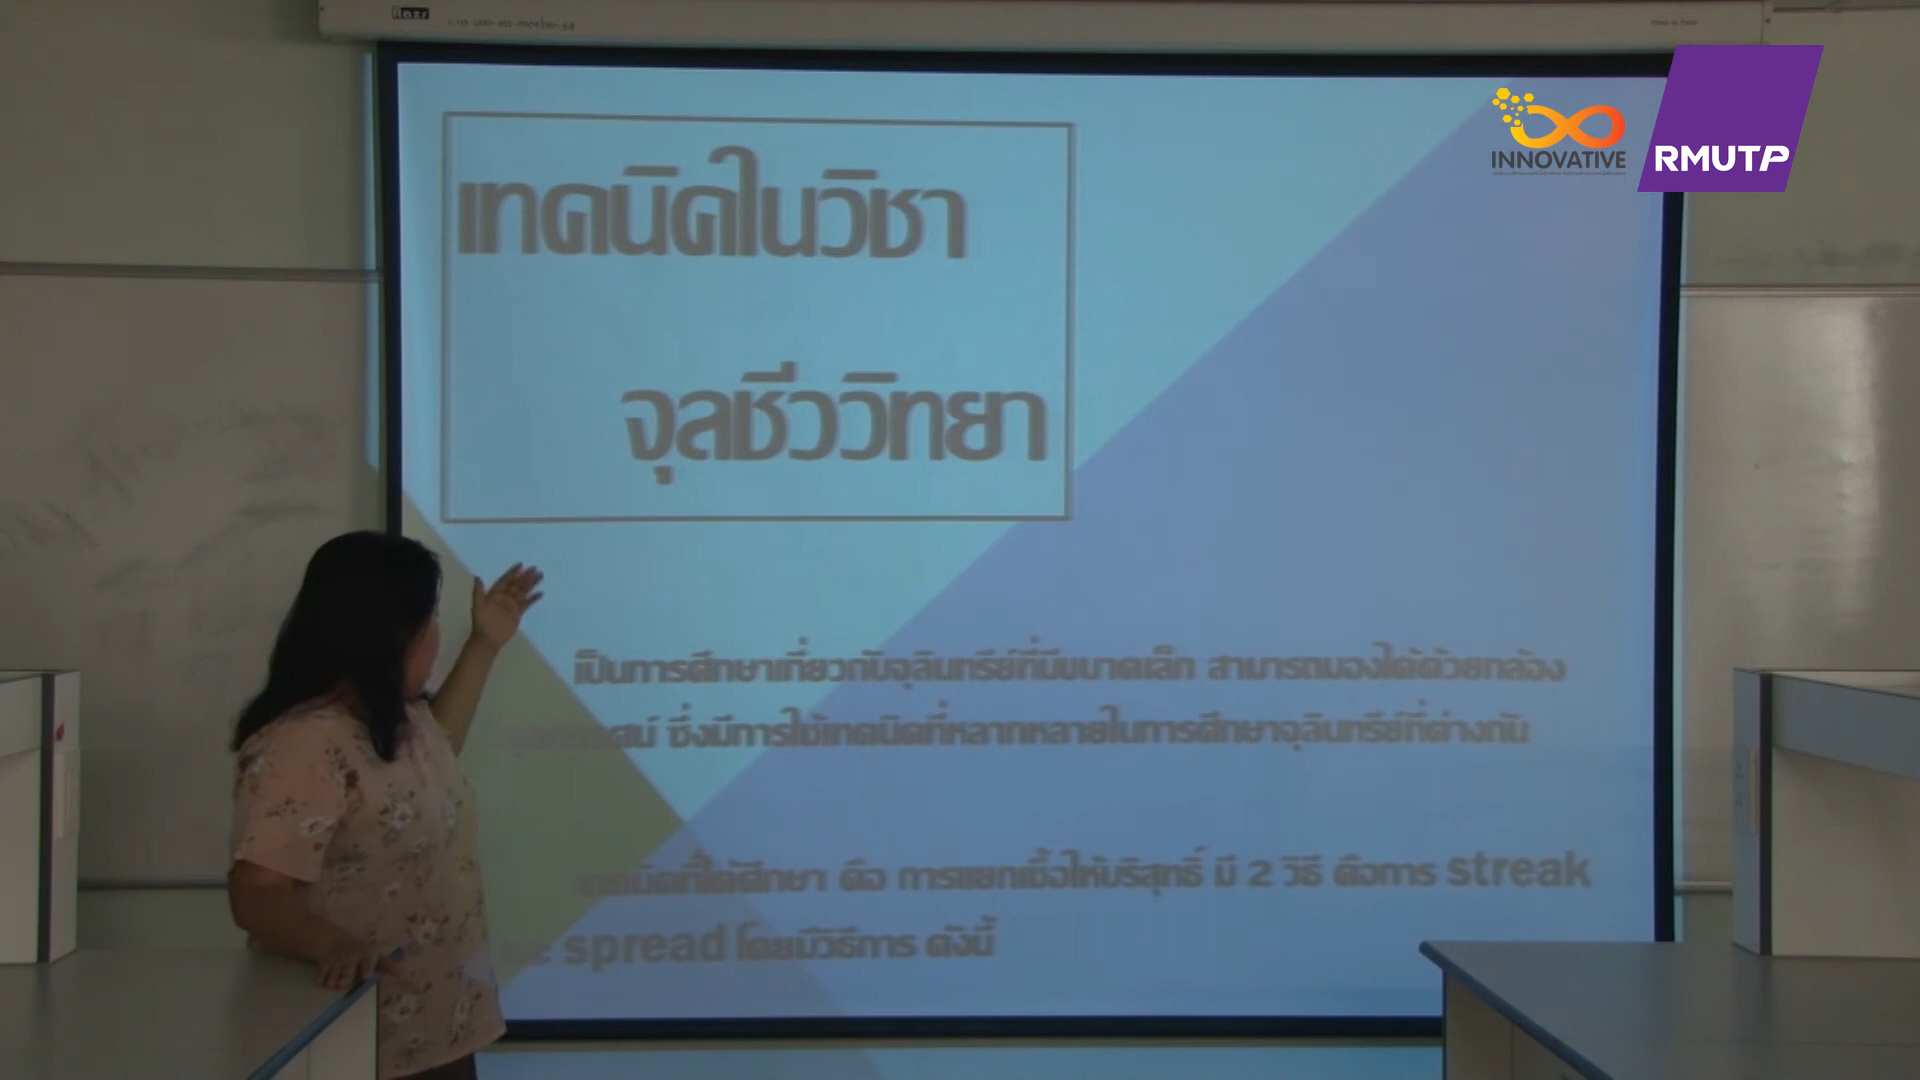 Razr
INNOVATIVE
RMUTP
เทคนิคในวิชา
จุลชีววิทยา
เป็นการศึกษาเกี่ยวกับจุลินทรีย์ที่มีขนาดเล็ก สามารถมองได้ด้วยกล้อง
ซึ่งมีการใช้เทคนิคที่หลากหลายในการศึกษาจุลินทรีย์ที่ต่างกัน
ที่ได้ศึกษา คือ การแยกเชื้อให้บริสุทธิ์ มี 2 วิธี คือการ streak
spread โดยมีวิธีการ ดังนี้